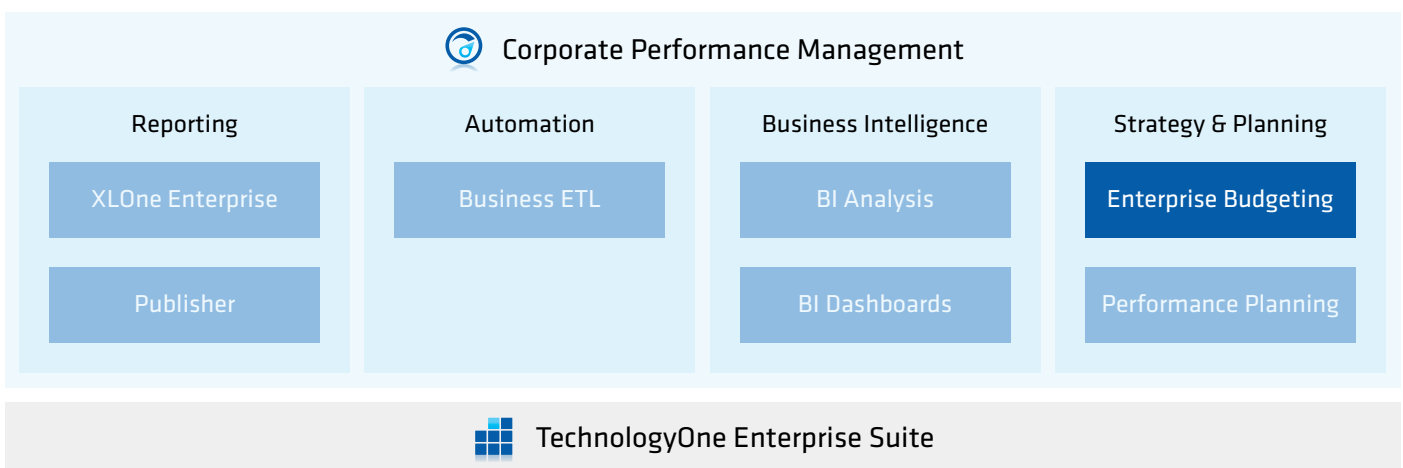 Corporate Performance Management
Reporting
Automation
Business Intelligence
Strategy & Planning
XLOne Enterprise
Business ETL
BI Analysis
Enterprise Budgeting
Publisher
BI Dashboards
Performance Planning
TechnologyOne Enterprise Suite